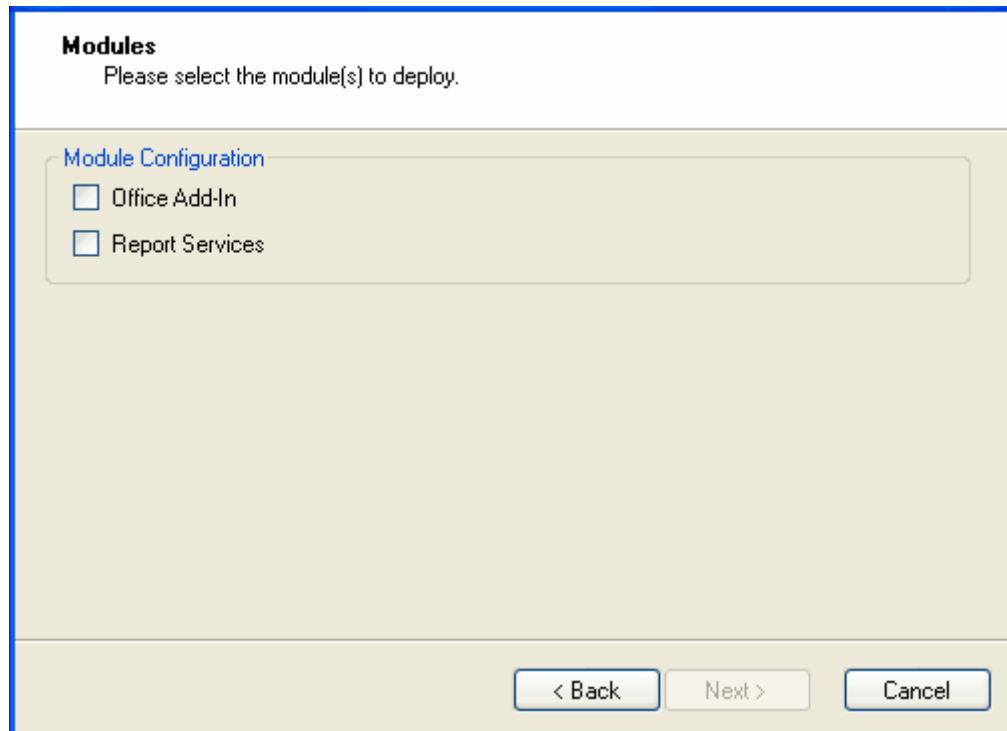 Modules
Please select the module(s) to deploy.
Module Configuration
Office Add-In
Report Services
< Back Next > Cancel